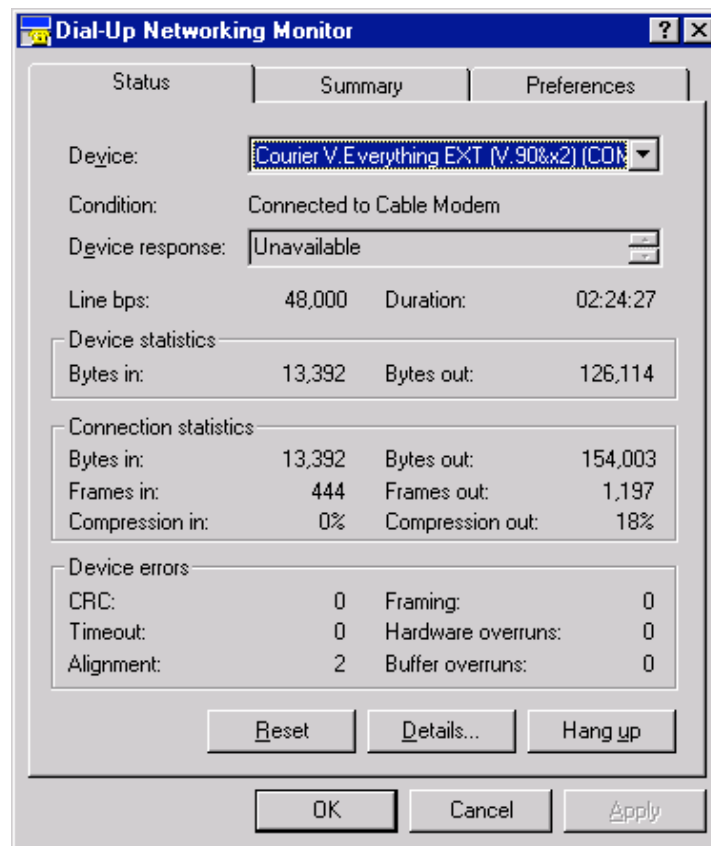 Dial-Up Networking Monitor ? X
Status Summary Preferences
Device: Courier V.Everything EXT (V.90&x2) (COM
Condition: Connected to Cable Modem
Device response: Unavailable
Line bps: 48,000 Duration: 02:24:27
Device statistics
Bytes in: 13,392 Bytes out: 126,114
Connection statistics
Bytes in: 13,392 Bytes out: 154,003
Frames in: 444 Frames out: 1,197
Compression in: 0% Compression out: 18%
Device errors
CRC: 0 Framing: 0
Timeout: 0 Hardware overruns: 0
Alignment: 2 Buffer overruns: 0
Reset Details... Hang up
OK Cancel Apply